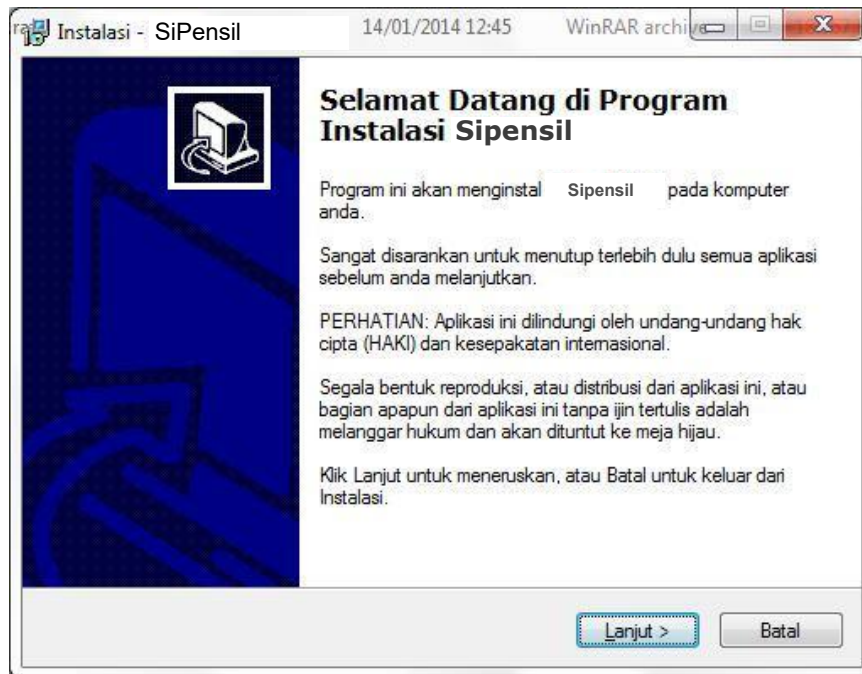 Instalasi - SiPensil
14/01/2014 12:45 WinRAR archive
Selamat Datang di Program
Instalasi Sipensil
Program ini akan menginstal Sipensil pada komputer
anda.
Sangat disarankan untuk menutup terlebih dulu semua aplikasi
sebelum anda melanjutkan.
PERHATIAN: Aplikasi ini dilindungi oleh undang-undang hak
cipta (HAKI) dan kesepakatan internasional.
Segala bentuk reproduksi, atau distribusi dari aplikasi ini, atau
bagian apapun dari aplikasi ini tanpa ijin tertulis adalah
melanggar hukum dan akan dituntut ke meja hijau.
Klik Lanjut untuk meneruskan, atau Batal untuk keluar dari
Instalasi.
Lanjut > Batal